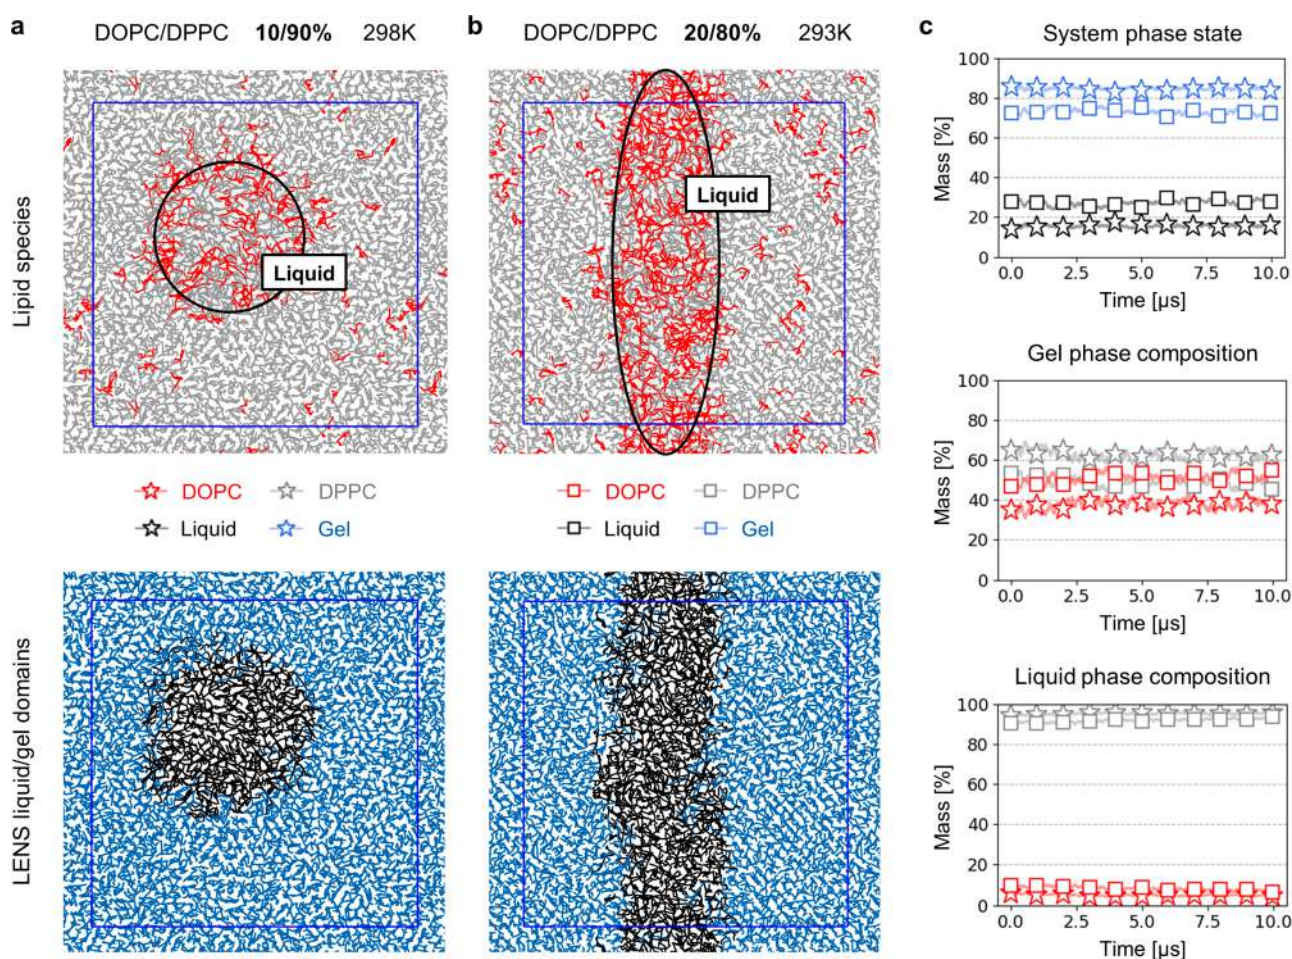 a DOPC/DPPC 10/90% 298K
b DOPC/DPPC 20/80% 293K
c
Lipid species
Liquid
Liquid
DOPC DPPC
Liquid Gel
DOPC DPPC
Liquid Gel
LENS liquid/gel domains
System phase state
Mass [%]
100
80
60
40
20
0
0.0 2.5 5.0 7.5 10.0
Time [µs]
Gel phase composition
Mass [%]
100
80
60
40
20
0
0.0 2.5 5.0 7.5 10.0
Time [µs]
Liquid phase composition
Mass [%]
100
80
60
40
20
0
0.0 2.5 5.0 7.5 10.0
Time [µs]